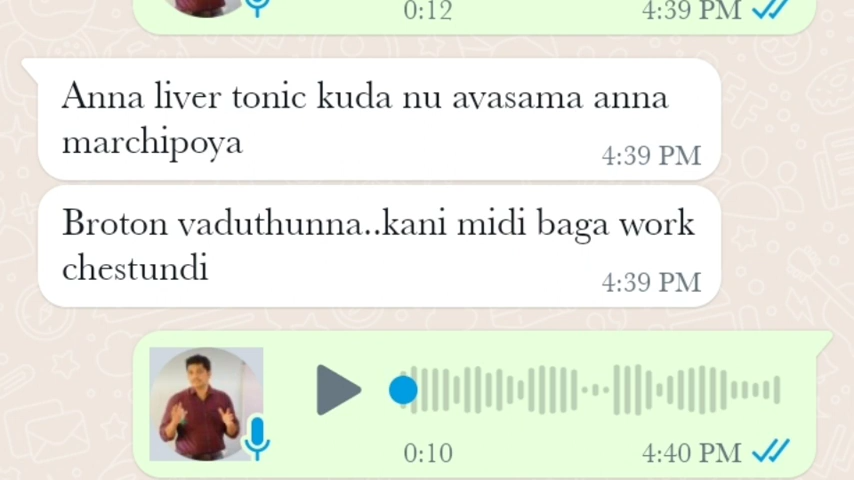 0:12 4:39 PM
Anna liver tonic kuda nu avasama anna
marchipoya
4:39 PM
Broton vaduthunna..kani midi baga work
chestundi
4:39 PM
0:10 4:40 PM